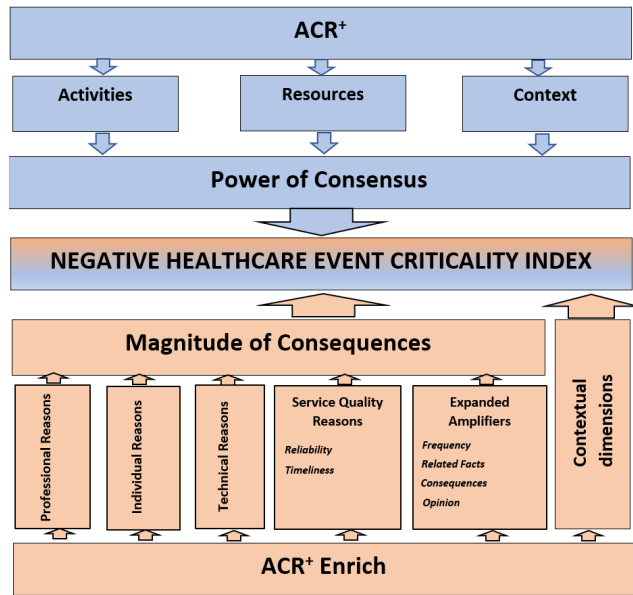 ACR⁺
Activities
Resources
Context
Power of Consensus
NEGATIVE HEALTHCARE EVENT CRITICALITY INDEX
Magnitude of Consequences
Professional Reasons
Individual Reasons
Technical Reasons
Service Quality
Reasons
Reliability
Timeliness
Expanded
Amplifiers
Frequency
Related Facts
Consequences
Opinion
Contextual
dimensions
ACR⁺ Enrich